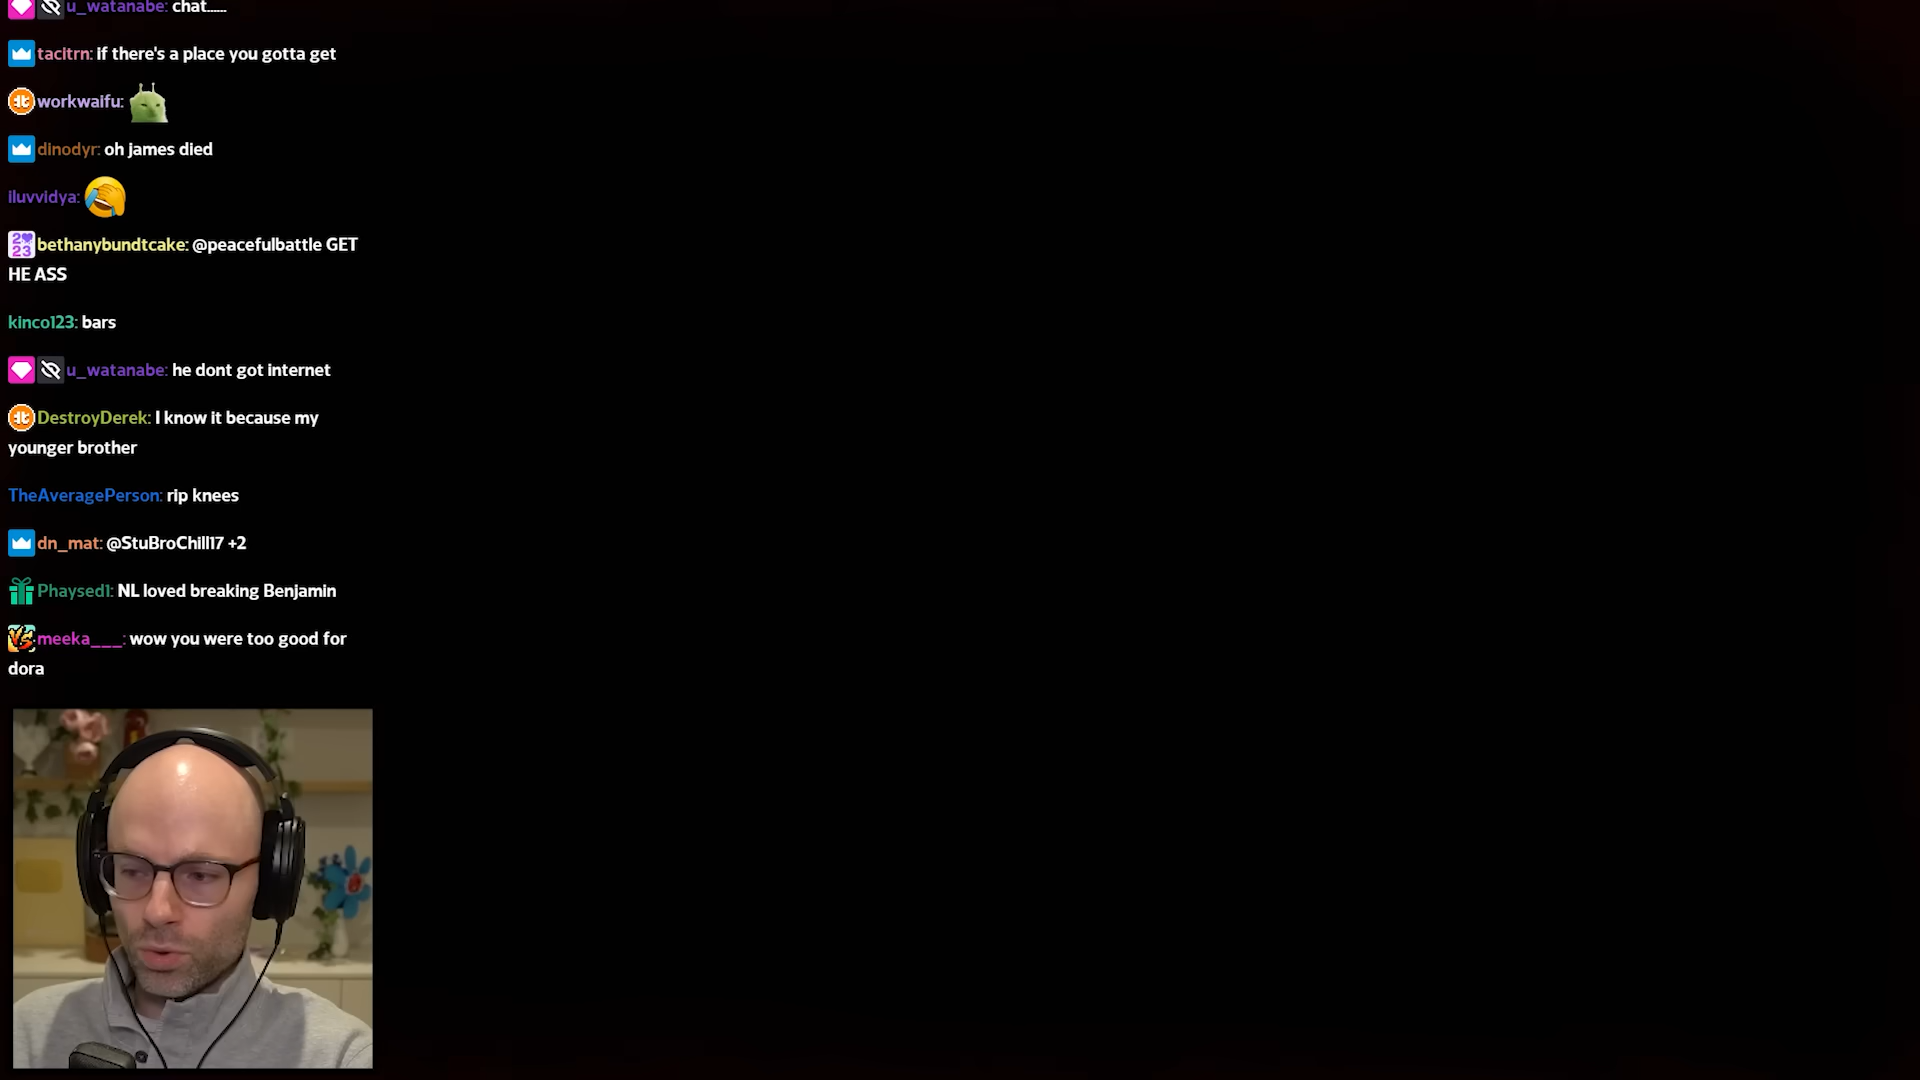 u_watanabe: chat......
tacitrn: if there's a place you gotta get
workwaifu:
dinodyr: oh james died
iluvvidya:
bethanybundtcake: @peacefulbattle GET
HE ASS
kinco123: bars
u_watanabe: he dont got internet
DestroyDerek: I know it because my
younger brother
TheAveragePerson: rip knees
dn_mat: @StuBroChill17 +2
Phaysed1: NL loved breaking Benjamin
meeka___: wow you were too good for
dora